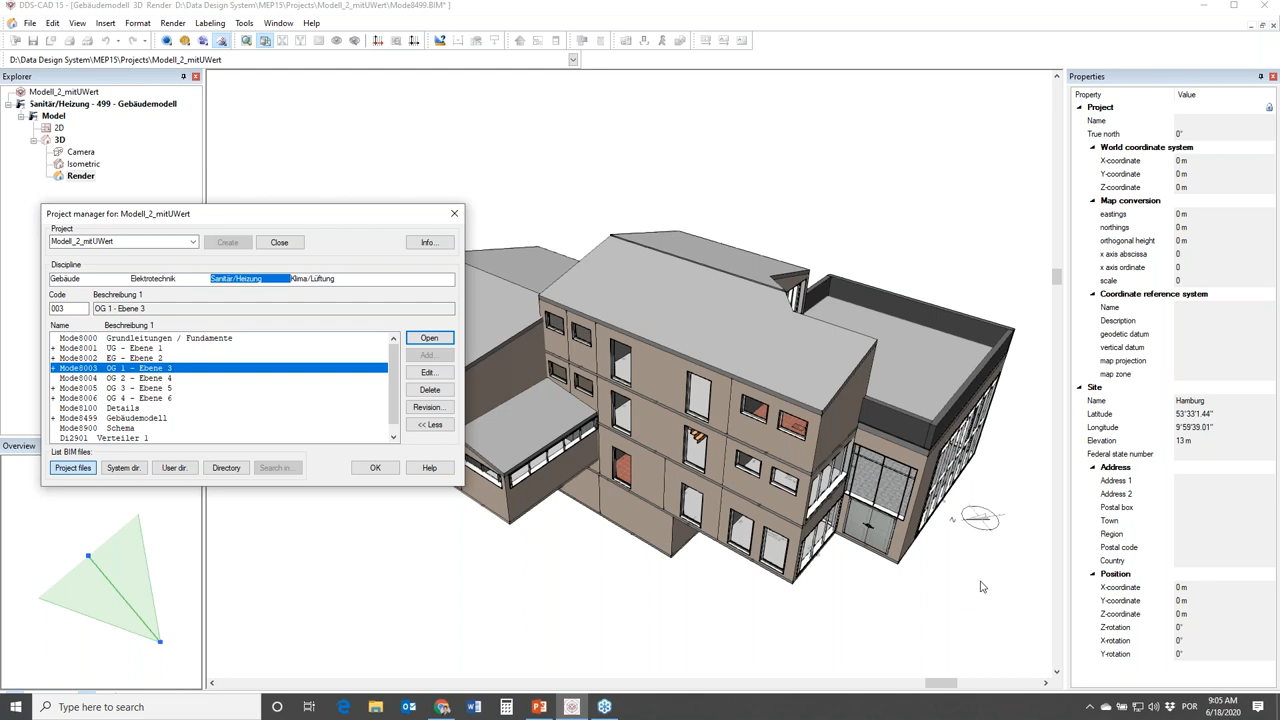 DDS-CAD 15 - [Gebäudemodell 3D Render D:\Data Design System\MEP15\Projects\Modell_2_mitUWert\Mode8499.BIM* ]
File Edit View Insert Format Render Labeling Tools Window Help
D:\Data Design System\MEP15\Projects\Modell_2_mitUWert
Explorer
Modell_2_mitUWert
Sanitär/Heizung - 499 - Gebäudemodell
Model
2D
3D
Camera
Isometric
Render
Project manager for: Modell_2_mitUWert
Project
Modell_2_mitUWert Create Close Info...
Discipline
Gebäude Elektrotechnik Sanitär/Heizung Klima/Lüftung
Code Beschreibung 1
003 OG 1 - Ebene 3
Name Beschreibung 1
Mode8000 Grundleitungen / Fundamente
+ Mode8001 UG - Ebene 1
+ Mode8002 EG - Ebene 2
+ Mode8003 OG 1 - Ebene 3
Mode8004 OG 2 - Ebene 4
+ Mode8005 OG 3 - Ebene 5
+ Mode8006 OG 4 - Ebene 6
Mode8100 Details
+ Mode8499 Gebäudemodell
Mode8900 Schema
Di2901 Verteiler 1
Open
Add...
Edit...
Delete
Revision...
<< Less
List BIM files:
Project files System dir. User dir. Directory Search in... OK Help
Overview
N
Properties
Property Value
Project
Name
True north 0°
World coordinate system
X-coordinate 0 m
Y-coordinate 0 m
Z-coordinate 0 m
Map conversion
eastings 0 m
northings 0 m
orthogonal height 0 m
x axis abscissa 0
x axis ordinate 0
scale 0
Coordinate reference system
Name
Description
geodetic datum
vertical datum
map projection
map zone
Site
Name Hamburg
Latitude 53°33'1.44"
Longitude 9°59'39.01"
Elevation 13 m
Federal state number
Address
Address 1
Address 2
Postal box
Town
Region
Postal code
Country
Position
X-coordinate 0 m
Y-coordinate 0 m
Z-coordinate 0 m
Z-rotation 0°
X-rotation 0°
Y-rotation 0°
Type here to search
POR
9:05 AM
6/18/2020